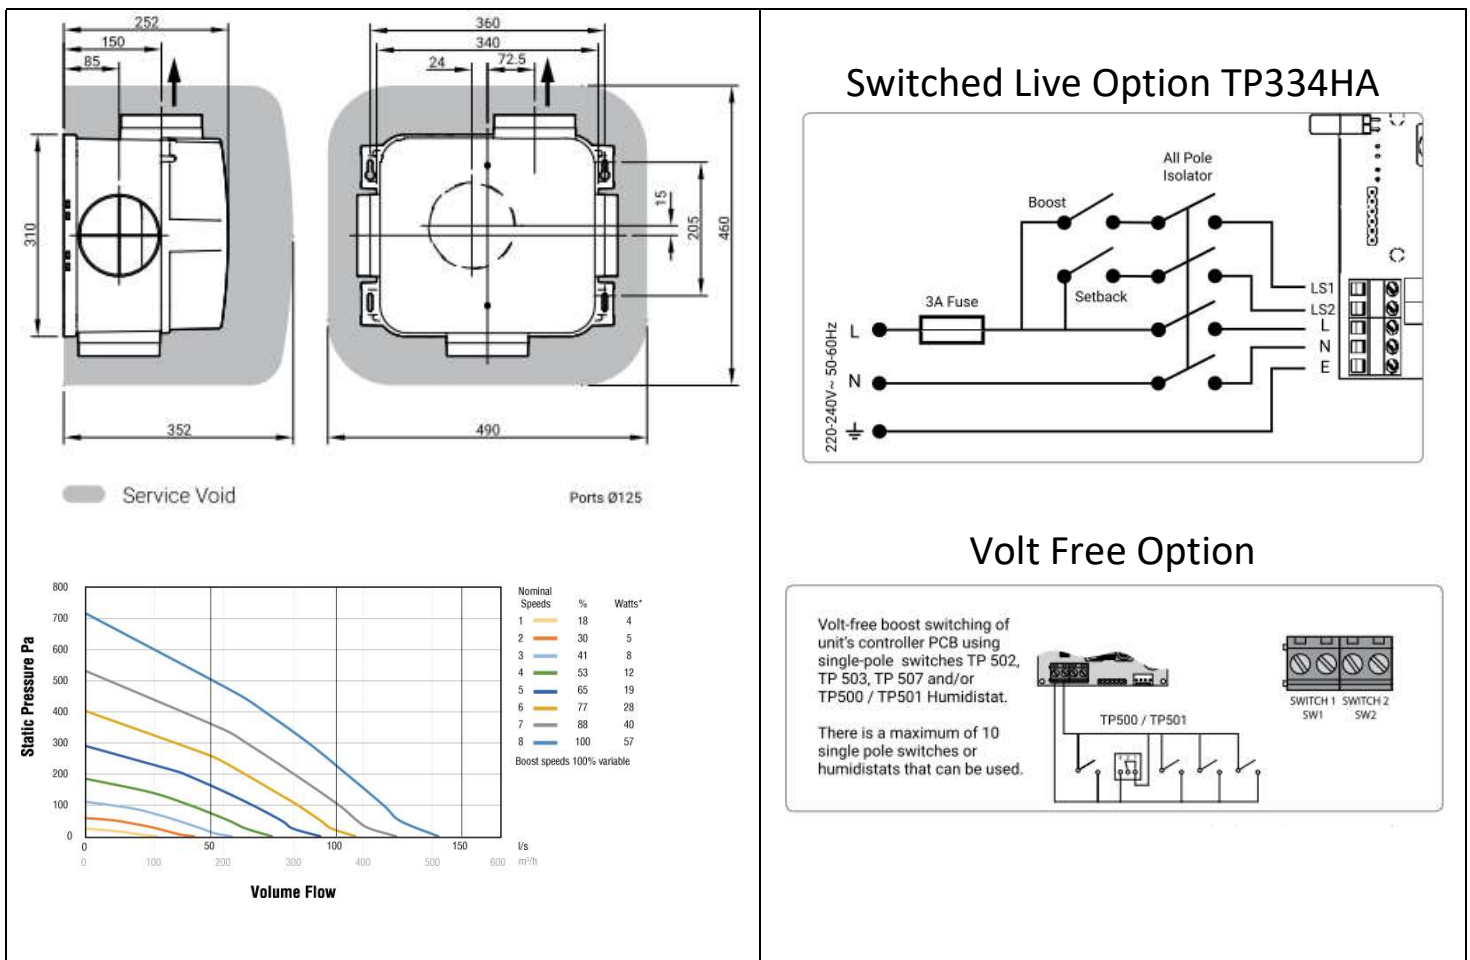 252
150
85
310
352
360
340
24
72.5
15
205
460
490
Service Void
Ports Ø125
Static Pressure Pa
800
700
600
500
400
300
200
100
0
0 50 100 150 l/s
0 100 200 300 400 500 600 m³/h
Volume Flow
Nominal
Speeds % Watts*
1 18 4
2 30 5
3 41 8
4 53 12
5 65 19
6 77 28
7 88 40
8 100 57
Boost speeds 100% variable
Switched Live Option TP334HA
All Pole
Isolator
Boost
Setback
3A Fuse
220-240V~ 50-60Hz
L
N
LS1
LS2
L
N
E
Volt Free Option
Volt-free boost switching of
unit's controller PCB using
single-pole switches TP 502,
TP 503, TP 507 and/or
TP500 / TP501 Humidistat.
There is a maximum of 10
single pole switches or
humidistats that can be used.
TP500 / TP501
SWITCH 1 SWITCH 2
SW1 SW2